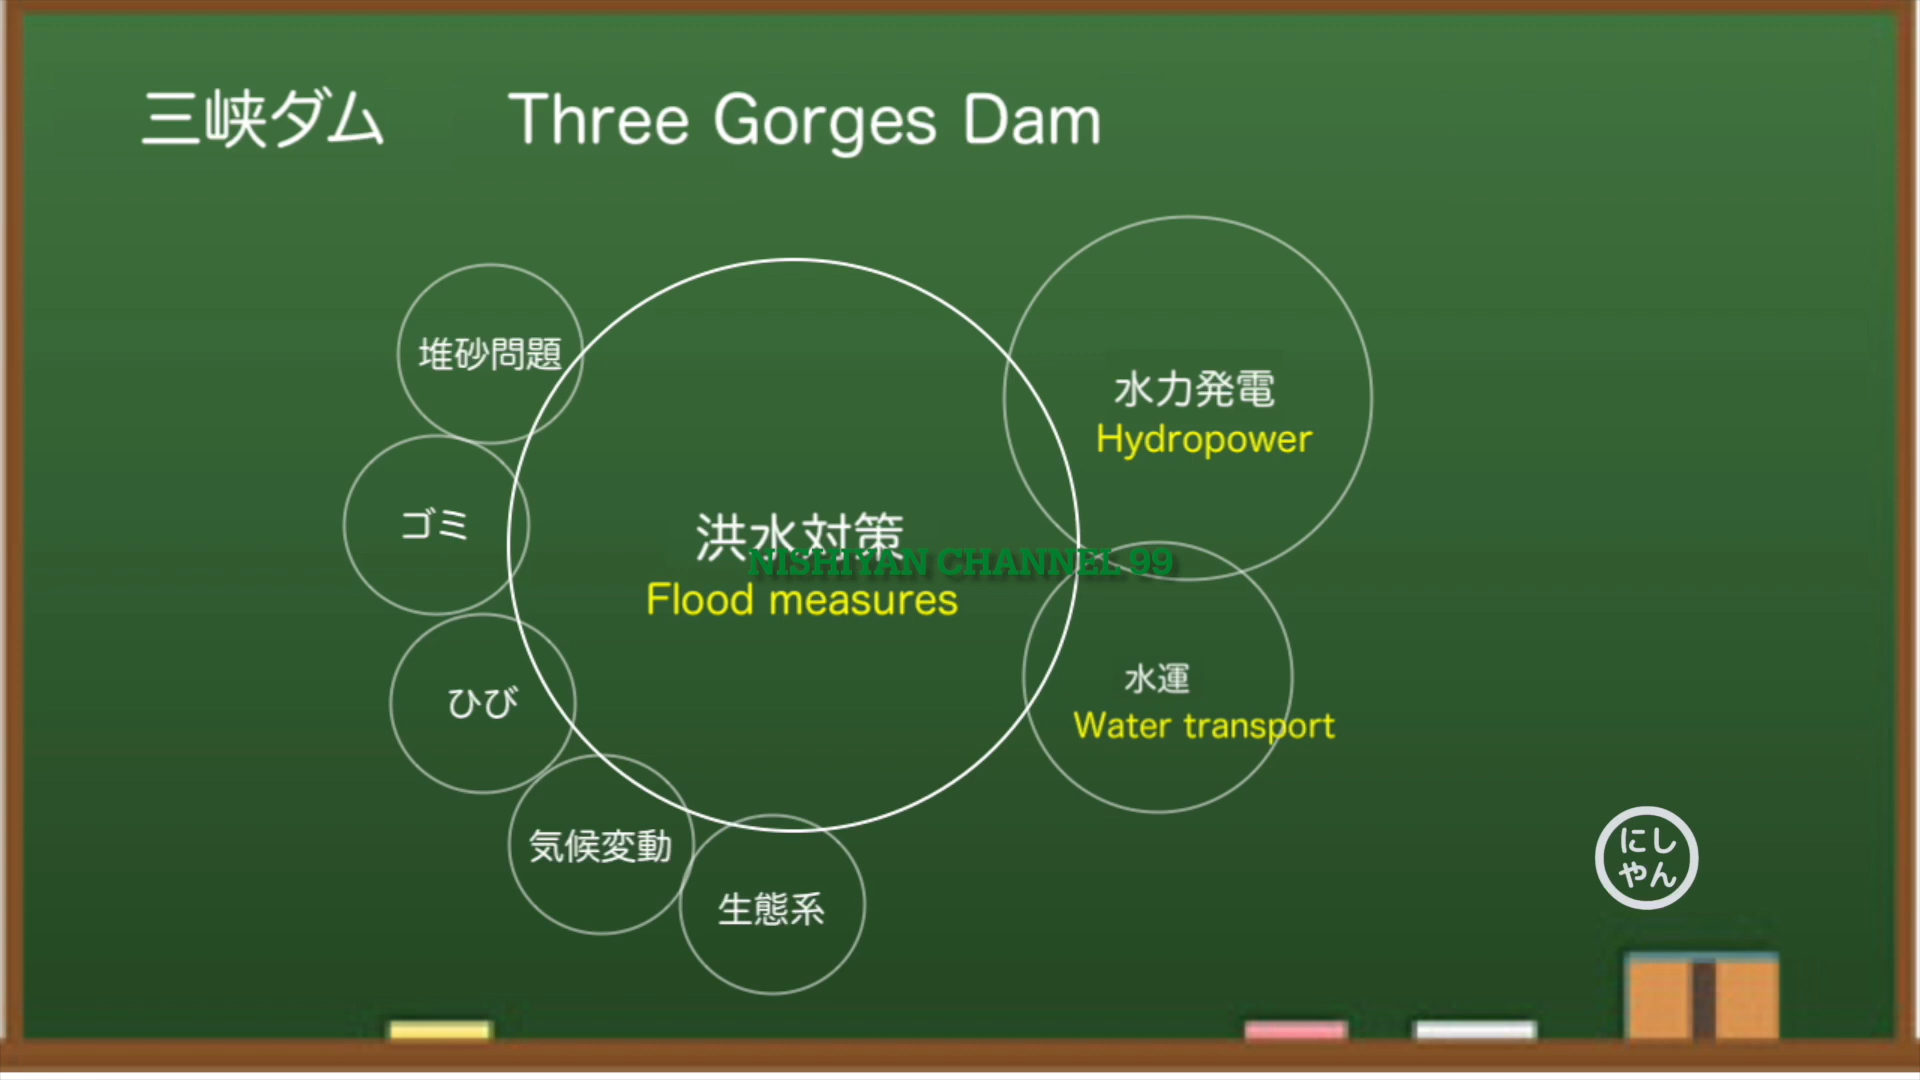 三峡ダム Three Gorges Dam
堆砂問題
水力発電
Hydropower
ゴミ
洪水対策
NISHIYAN CHANNEL 99
Flood measures
ひび
水運
Water transport
気候変動
生態系
にし
やん